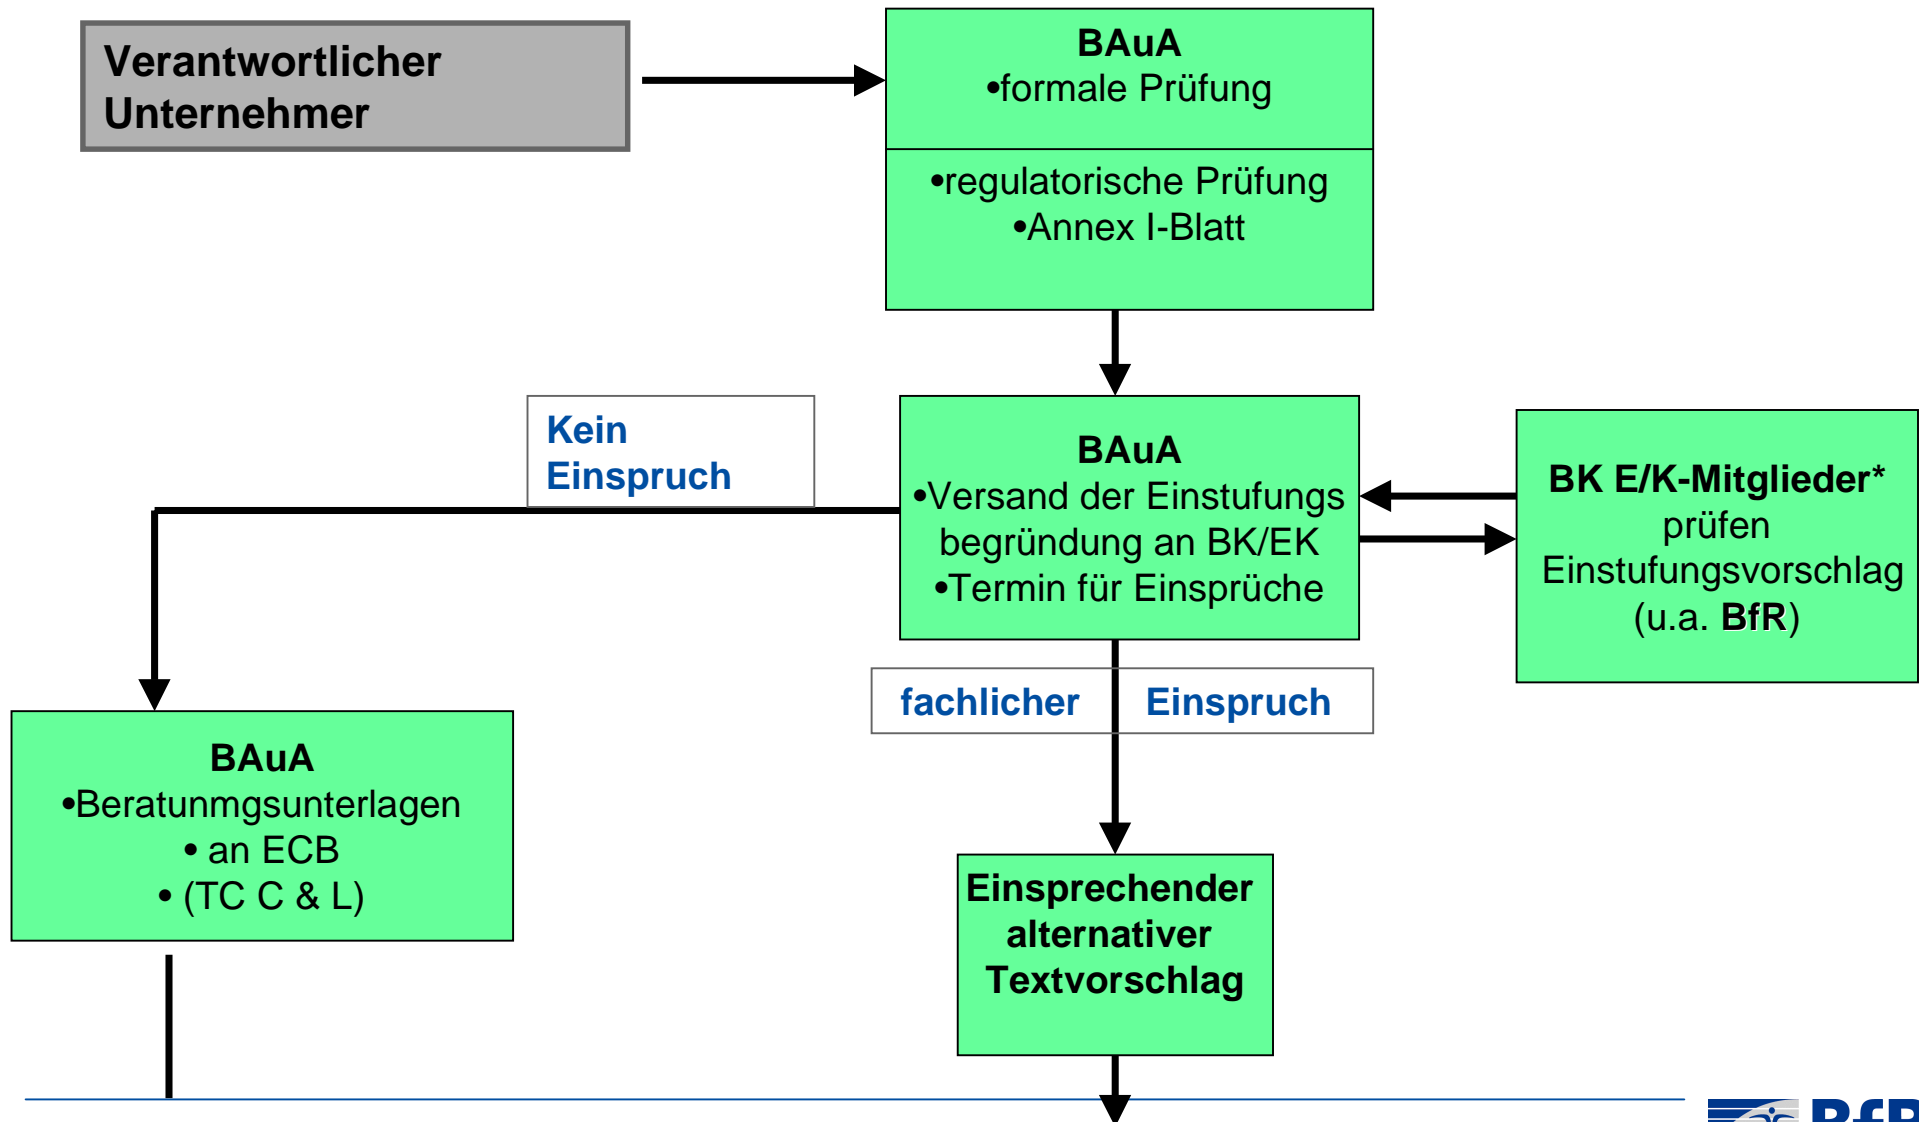 Verantwortlicher
Unternehmer
BAuA
•formale Prüfung
•regulatorische Prüfung
•Annex I-Blatt
Kein
Einspruch
BAuA
•Versand der Einstufungs
begründung an BK/EK
•Termin für Einsprüche
BK E/K-Mitglieder*
prüfen
Einstufungsvorschlag
(u.a. BfR)
fachlicher Einspruch
BAuA
•Beratunmgsunterlagen
• an ECB
• (TC C & L)
Einsprechender
alternativer
Textvorschlag
BfR